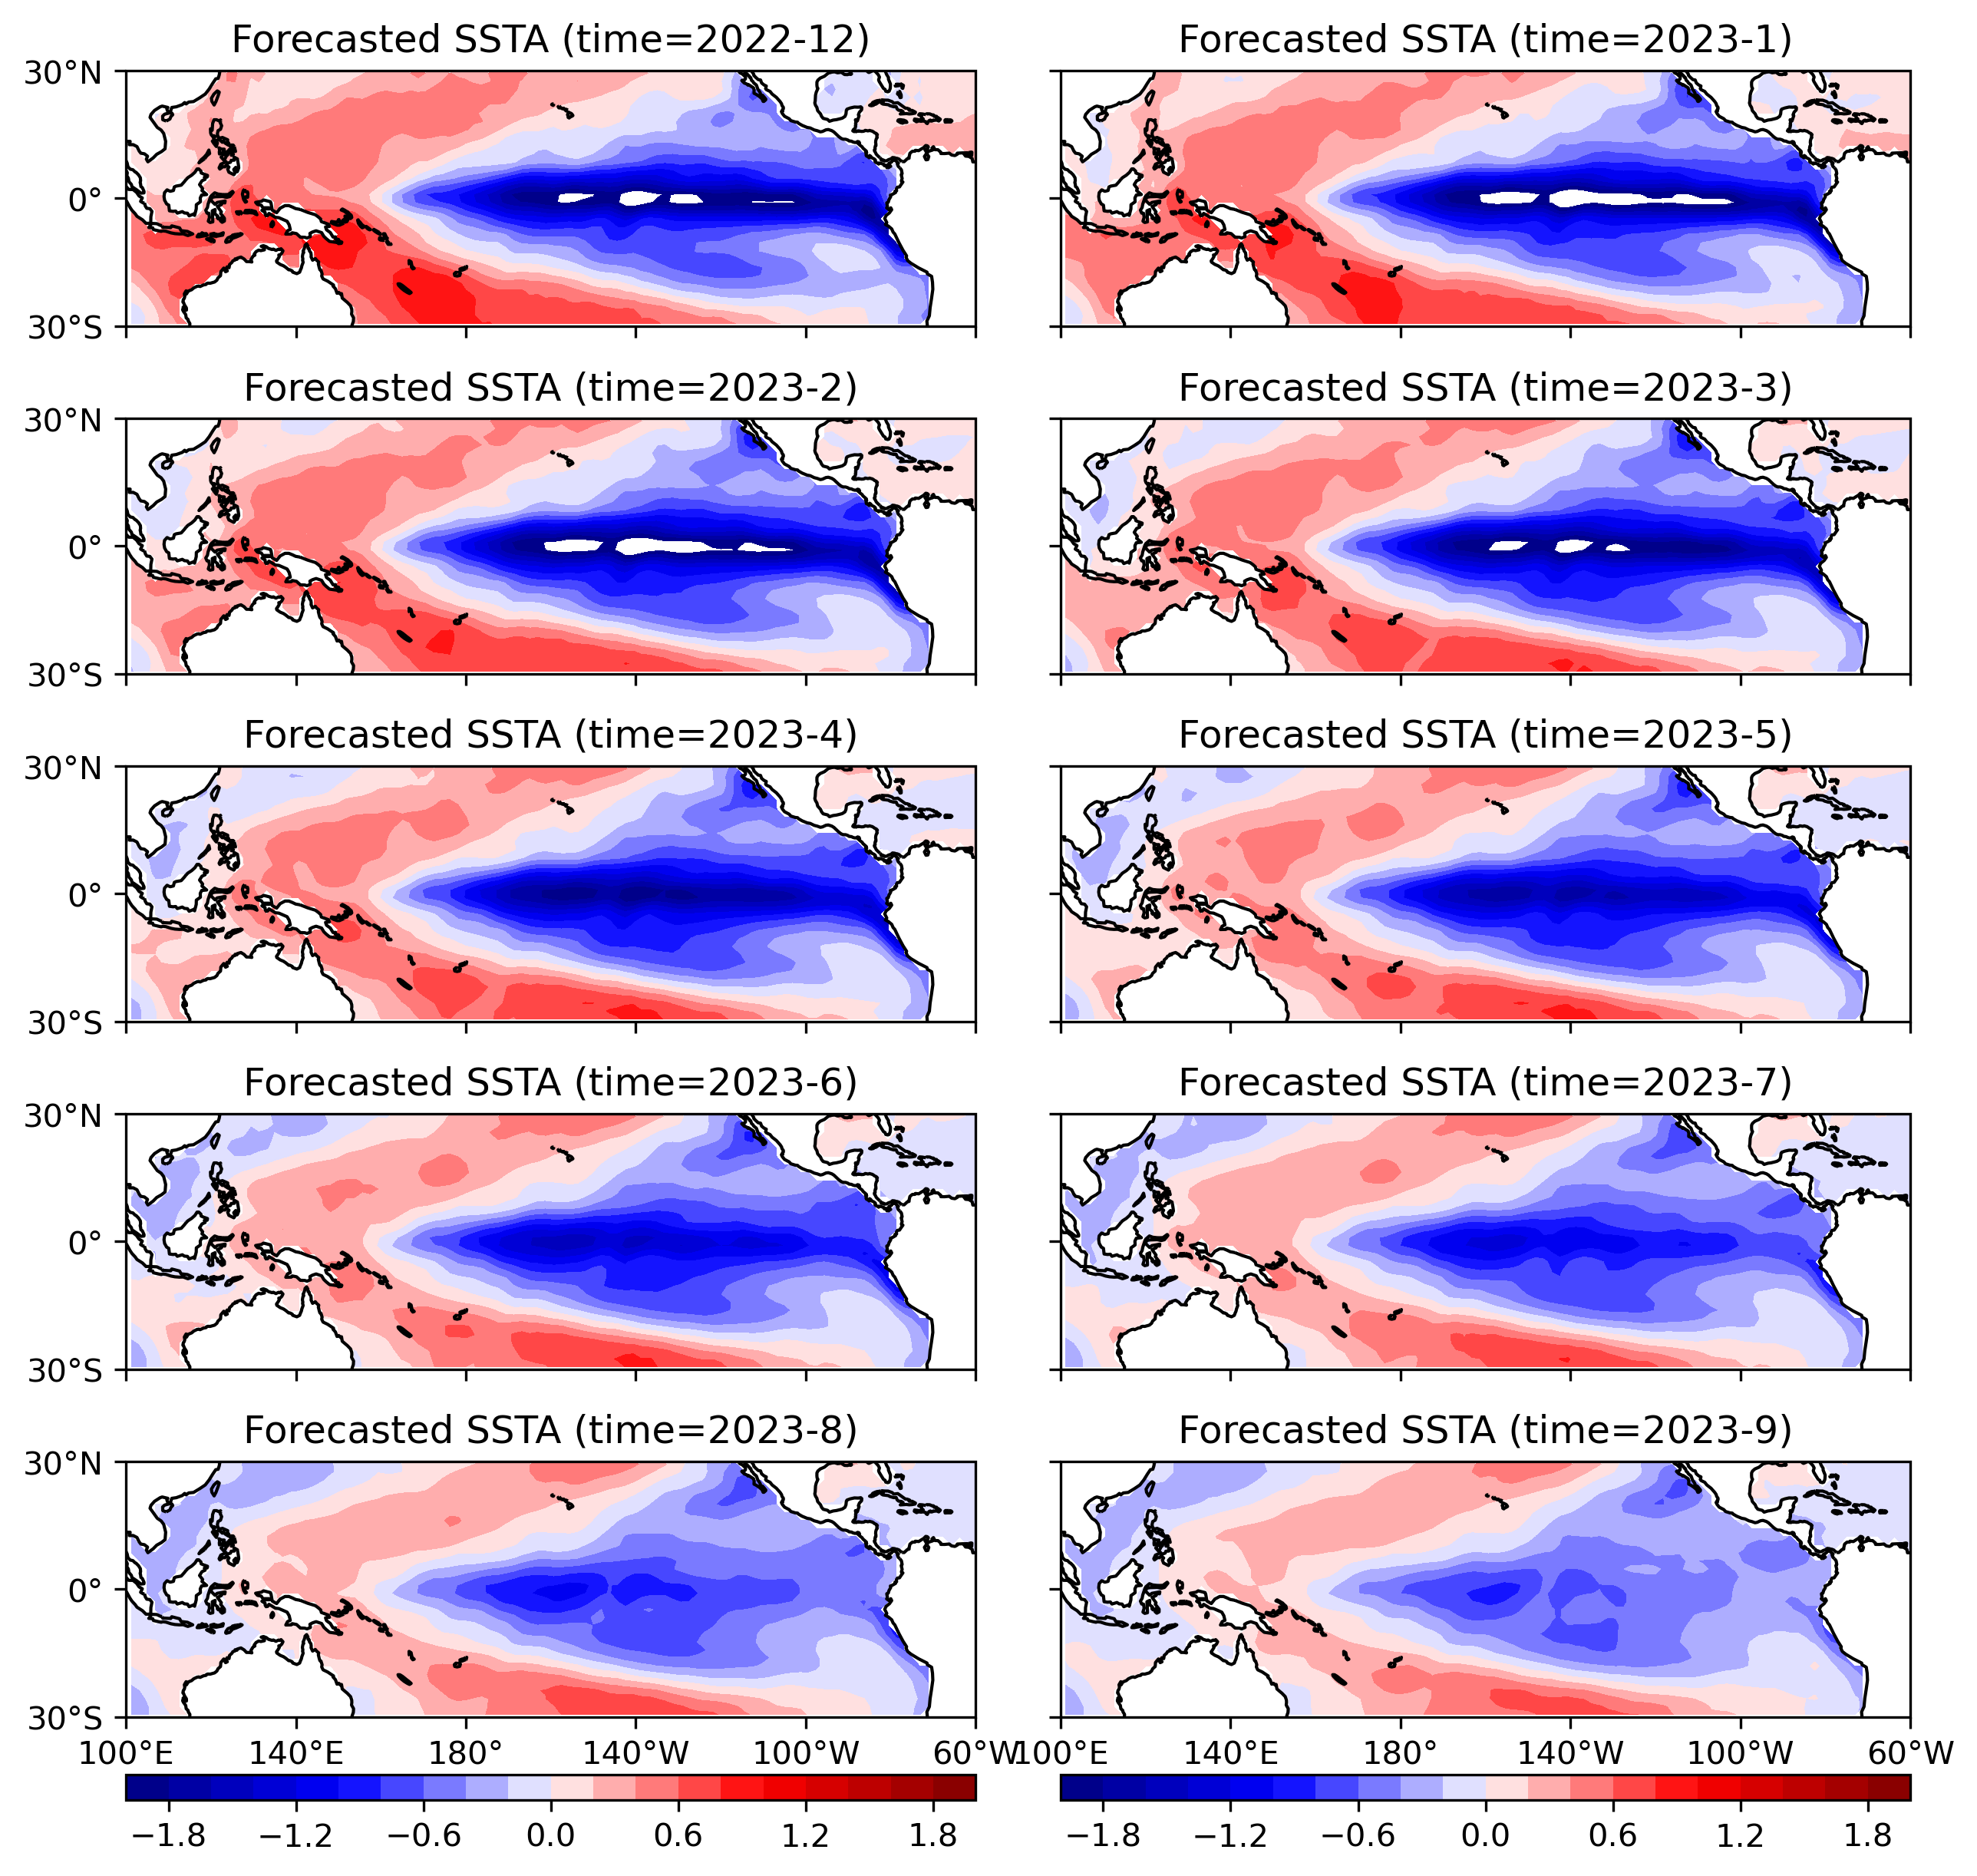 Forecasted SSTA (time=2022-12)
Forecasted SSTA (time=2023-1)
30°N
0°
30°S
Forecasted SSTA (time=2023-2)
Forecasted SSTA (time=2023-3)
30°N
0°
30°S
Forecasted SSTA (time=2023-4)
Forecasted SSTA (time=2023-5)
30°N
0°
30°S
Forecasted SSTA (time=2023-6)
Forecasted SSTA (time=2023-7)
30°N
0°
30°S
Forecasted SSTA (time=2023-8)
Forecasted SSTA (time=2023-9)
30°N
0°
30°S
100°E 140°E 180° 140°W 100°W 60°W
100°E 140°E 180° 140°W 100°W 60°W
−1.8 −1.2 −0.6 0.0 0.6 1.2 1.8
−1.8 −1.2 −0.6 0.0 0.6 1.2 1.8